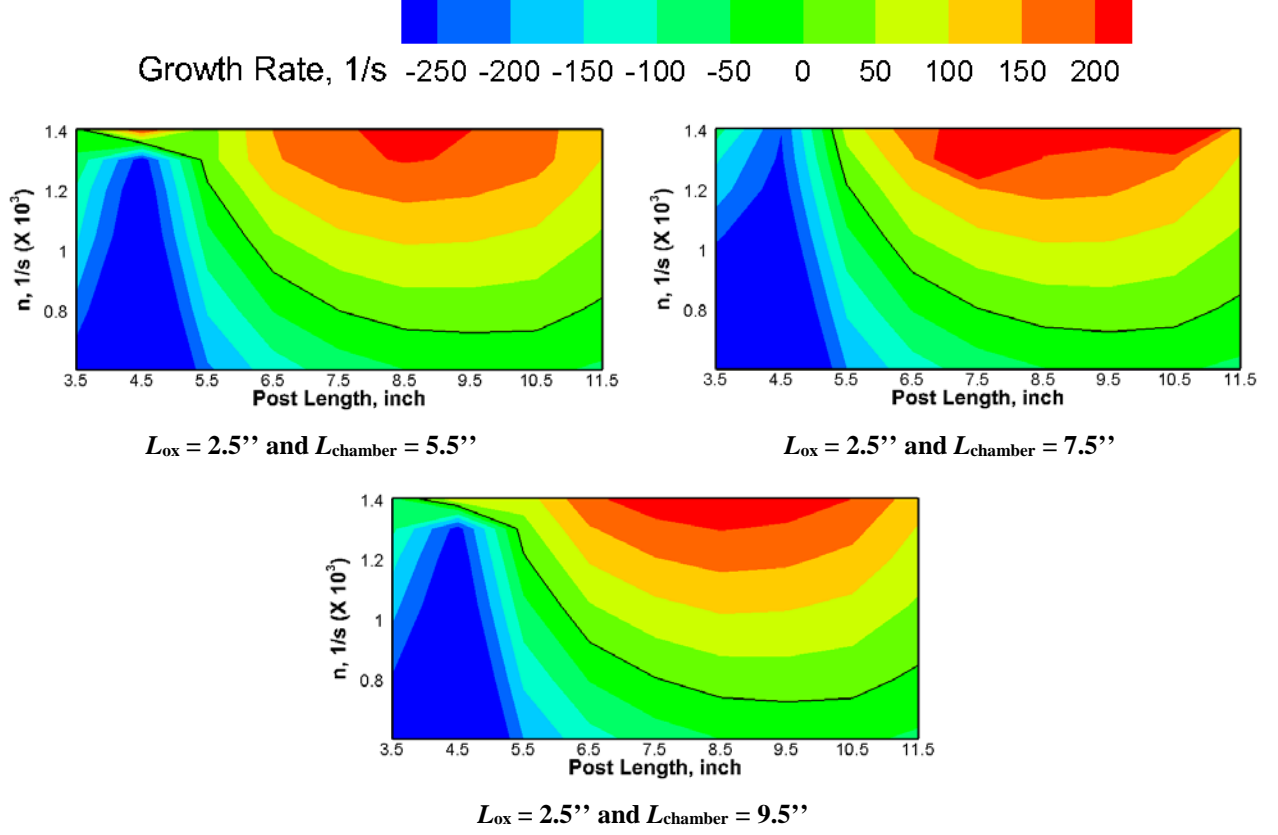 Growth Rate, 1/s -250 -200 -150 -100 -50 0 50 100 150 200
1.4
1.2
1
0.8
n, 1/s (X 10³)
3.5 4.5 5.5 6.5 7.5 8.5 9.5 10.5 11.5
Post Length, inch
L_ox = 2.5’’ and L_chamber = 5.5’’
1.4
1.2
1
0.8
n, 1/s (X 10³)
3.5 4.5 5.5 6.5 7.5 8.5 9.5 10.5 11.5
Post Length, inch
L_ox = 2.5’’ and L_chamber = 7.5’’
1.4
1.2
1
0.8
n, 1/s (X 10³)
3.5 4.5 5.5 6.5 7.5 8.5 9.5 10.5 11.5
Post Length, inch
L_ox = 2.5’’ and L_chamber = 9.5’’